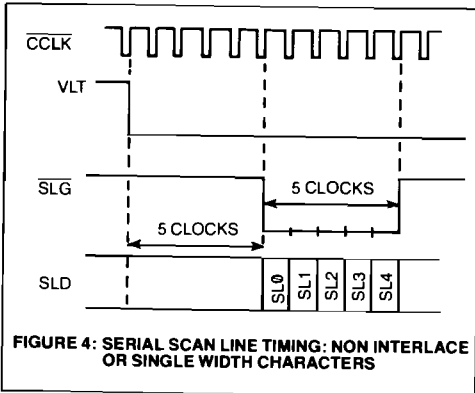 CCLK
VLT
SLG
5 CLOCKS
5 CLOCKS
SLD
SL0
SL1
SL2
SL3
SL4
FIGURE 4: SERIAL SCAN LINE TIMING: NON INTERLACE
OR SINGLE WIDTH CHARACTERS